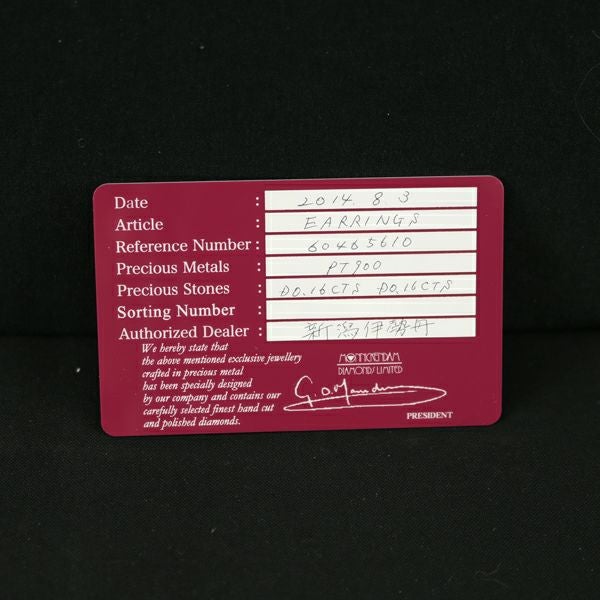 Date : 2014. 8. 3
Article : EARRINGS
Reference Number : 60465610
Precious Metals : PT900
Precious Stones : D0.16CTS D0.16CTS
Sorting Number :
Authorized Dealer : 新潟伊勢丹
We hereby state that
the above mentioned exclusive jewellery
crafted in precious metal
has been specially designed
by our company and contains our
carefully selected finest hand cut
and polished diamonds.
MONNICKENDAM
DIAMONDS LIMITED
PRESIDENT